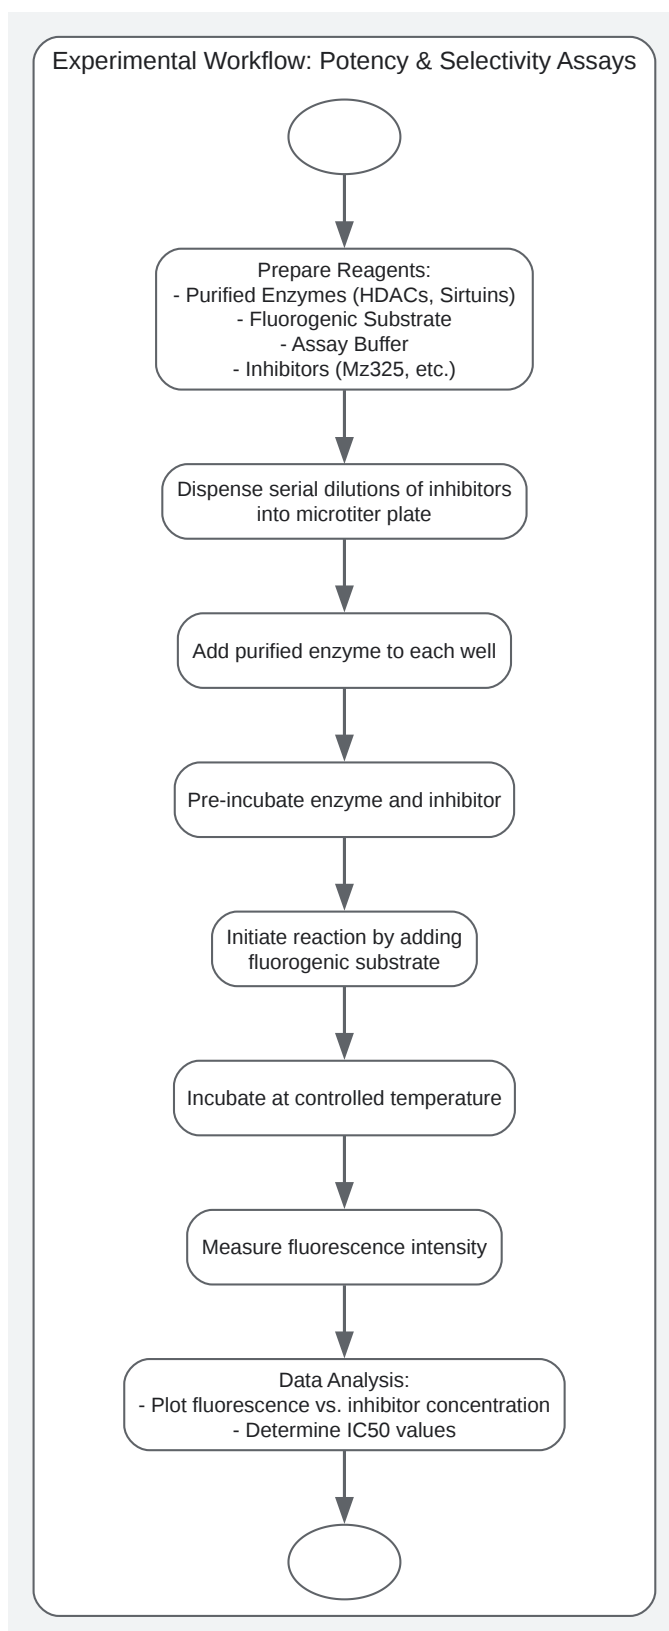 Experimental Workflow: Potency & Selectivity Assays
Prepare Reagents:
- Purified Enzymes (HDACs, Sirtuins)
- Fluorogenic Substrate
- Assay Buffer
- Inhibitors (Mz325, etc.)
Dispense serial dilutions of inhibitors
into microtiter plate
Add purified enzyme to each well
Pre-incubate enzyme and inhibitor
Initiate reaction by adding
fluorogenic substrate
Incubate at controlled temperature
Measure fluorescence intensity
Data Analysis:
- Plot fluorescence vs. inhibitor concentration
- Determine IC50 values